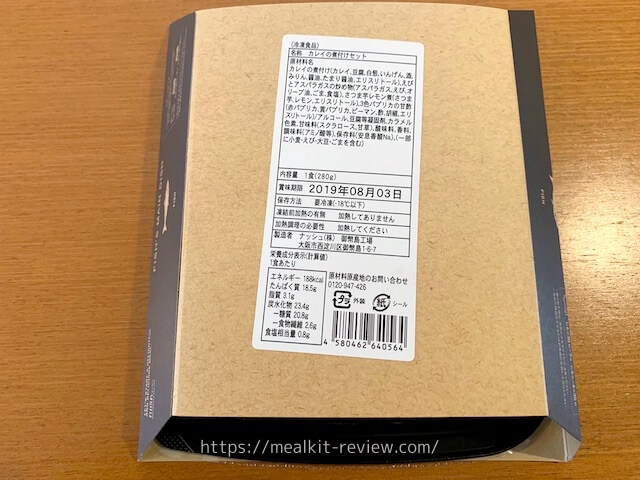 (冷凍食品)
名称 カレイの煮付けセット
原材料名
カレイの煮付け(カレイ、豆腐、白葱、いんげん、酒、
みりん、醤油、たまり醤油、エリスリトール)、えび
とアスパラガスの炒め物(アスパラガス、えび、オ
リーブ油、ごま、食塩)、さつま芋レモン煮(さつま
芋、レモン、エリスリトール)、3色パプリカの甘酢
(赤パプリカ、黄パプリカ、ピーマン、酢、胡椒、エリ
スリトール)/アルコール、豆腐等凝固剤、カラメル
色素、甘味料(スクラロース、甘草)、酸味料、香料、
調味料(アミノ酸等)、保存料(安息香酸Na)、(一部
に小麦・えび・大豆・ごまを含む)
内容量 1食(280g)
賞味期限 2019年08月03日
保存方法 要冷凍(-18℃以下)
凍結前加熱の有無 加熱してありません
加熱調理の必要性 加熱してください
製造者 ナッシュ(株) 御幣島工場
大阪市西淀川区御幣島1-6-7
栄養成分表示(計算値)
1食あたり
エネルギー 188kcal
たんぱく質 18.5g
脂質 3.1g
炭水化物 23.4g
ー糖質 20.8g
ー食物繊維 2.6g
食塩相当量 0.8g
原材料原産地のお問い合わせ
0120-947-426
プラ 外装 紙 シール
4 580462 640564
FISH'S MAIN DISH
FISH
FISH
https://mealkit-review.com/